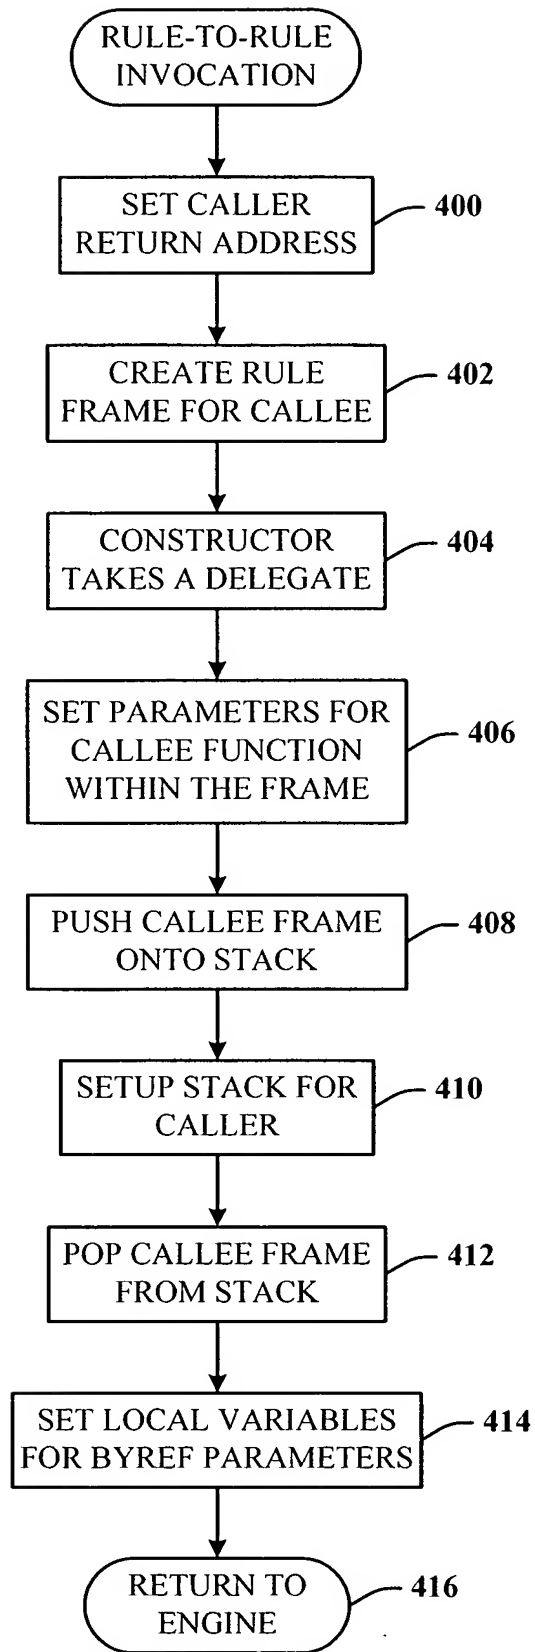 RULE-TO-RULE
INVOCATION
SET CALLER
RETURN ADDRESS
400
CREATE RULE
FRAME FOR CALLEE
402
CONSTRUCTOR
TAKES A DELEGATE
404
SET PARAMETERS FOR
CALLEE FUNCTION
WITHIN THE FRAME
406
PUSH CALLEE FRAME
ONTO STACK
408
SETUP STACK FOR
CALLER
410
POP CALLEE FRAME
FROM STACK
412
SET LOCAL VARIABLES
FOR BYREF PARAMETERS
414
RETURN TO
ENGINE
416